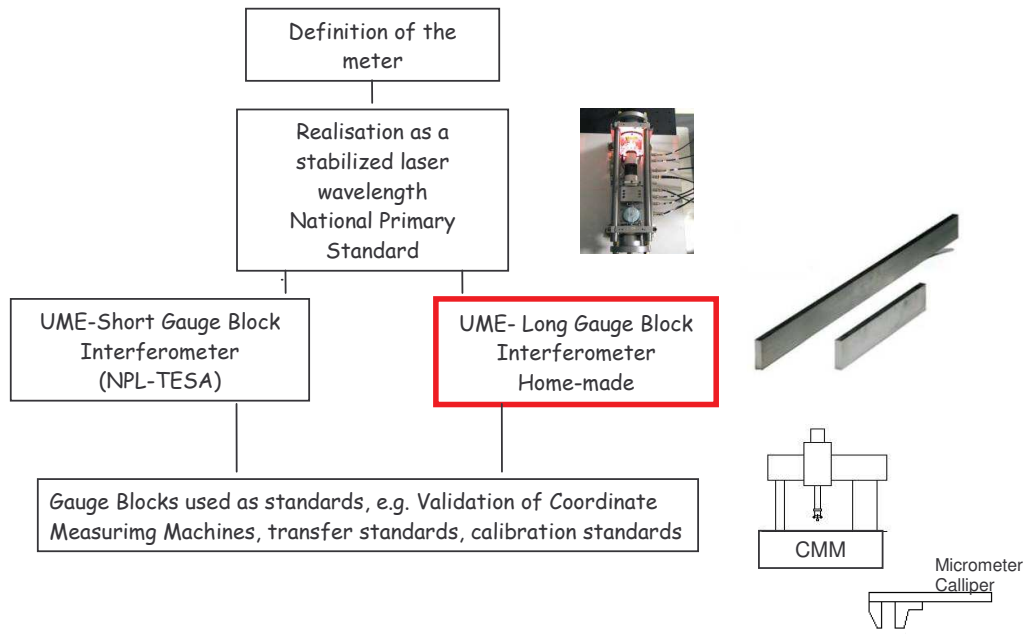 Definition of the
meter
Realisation as a
stabilized laser
wavelength
National Primary
Standard
UME-Short Gauge Block
Interferometer
(NPL-TESA)
UME- Long Gauge Block
Interferometer
Home-made
Gauge Blocks used as standards, e.g. Validation of Coordinate
Measurimg Machines, transfer standards, calibration standards
CMM
Micrometer
Calliper